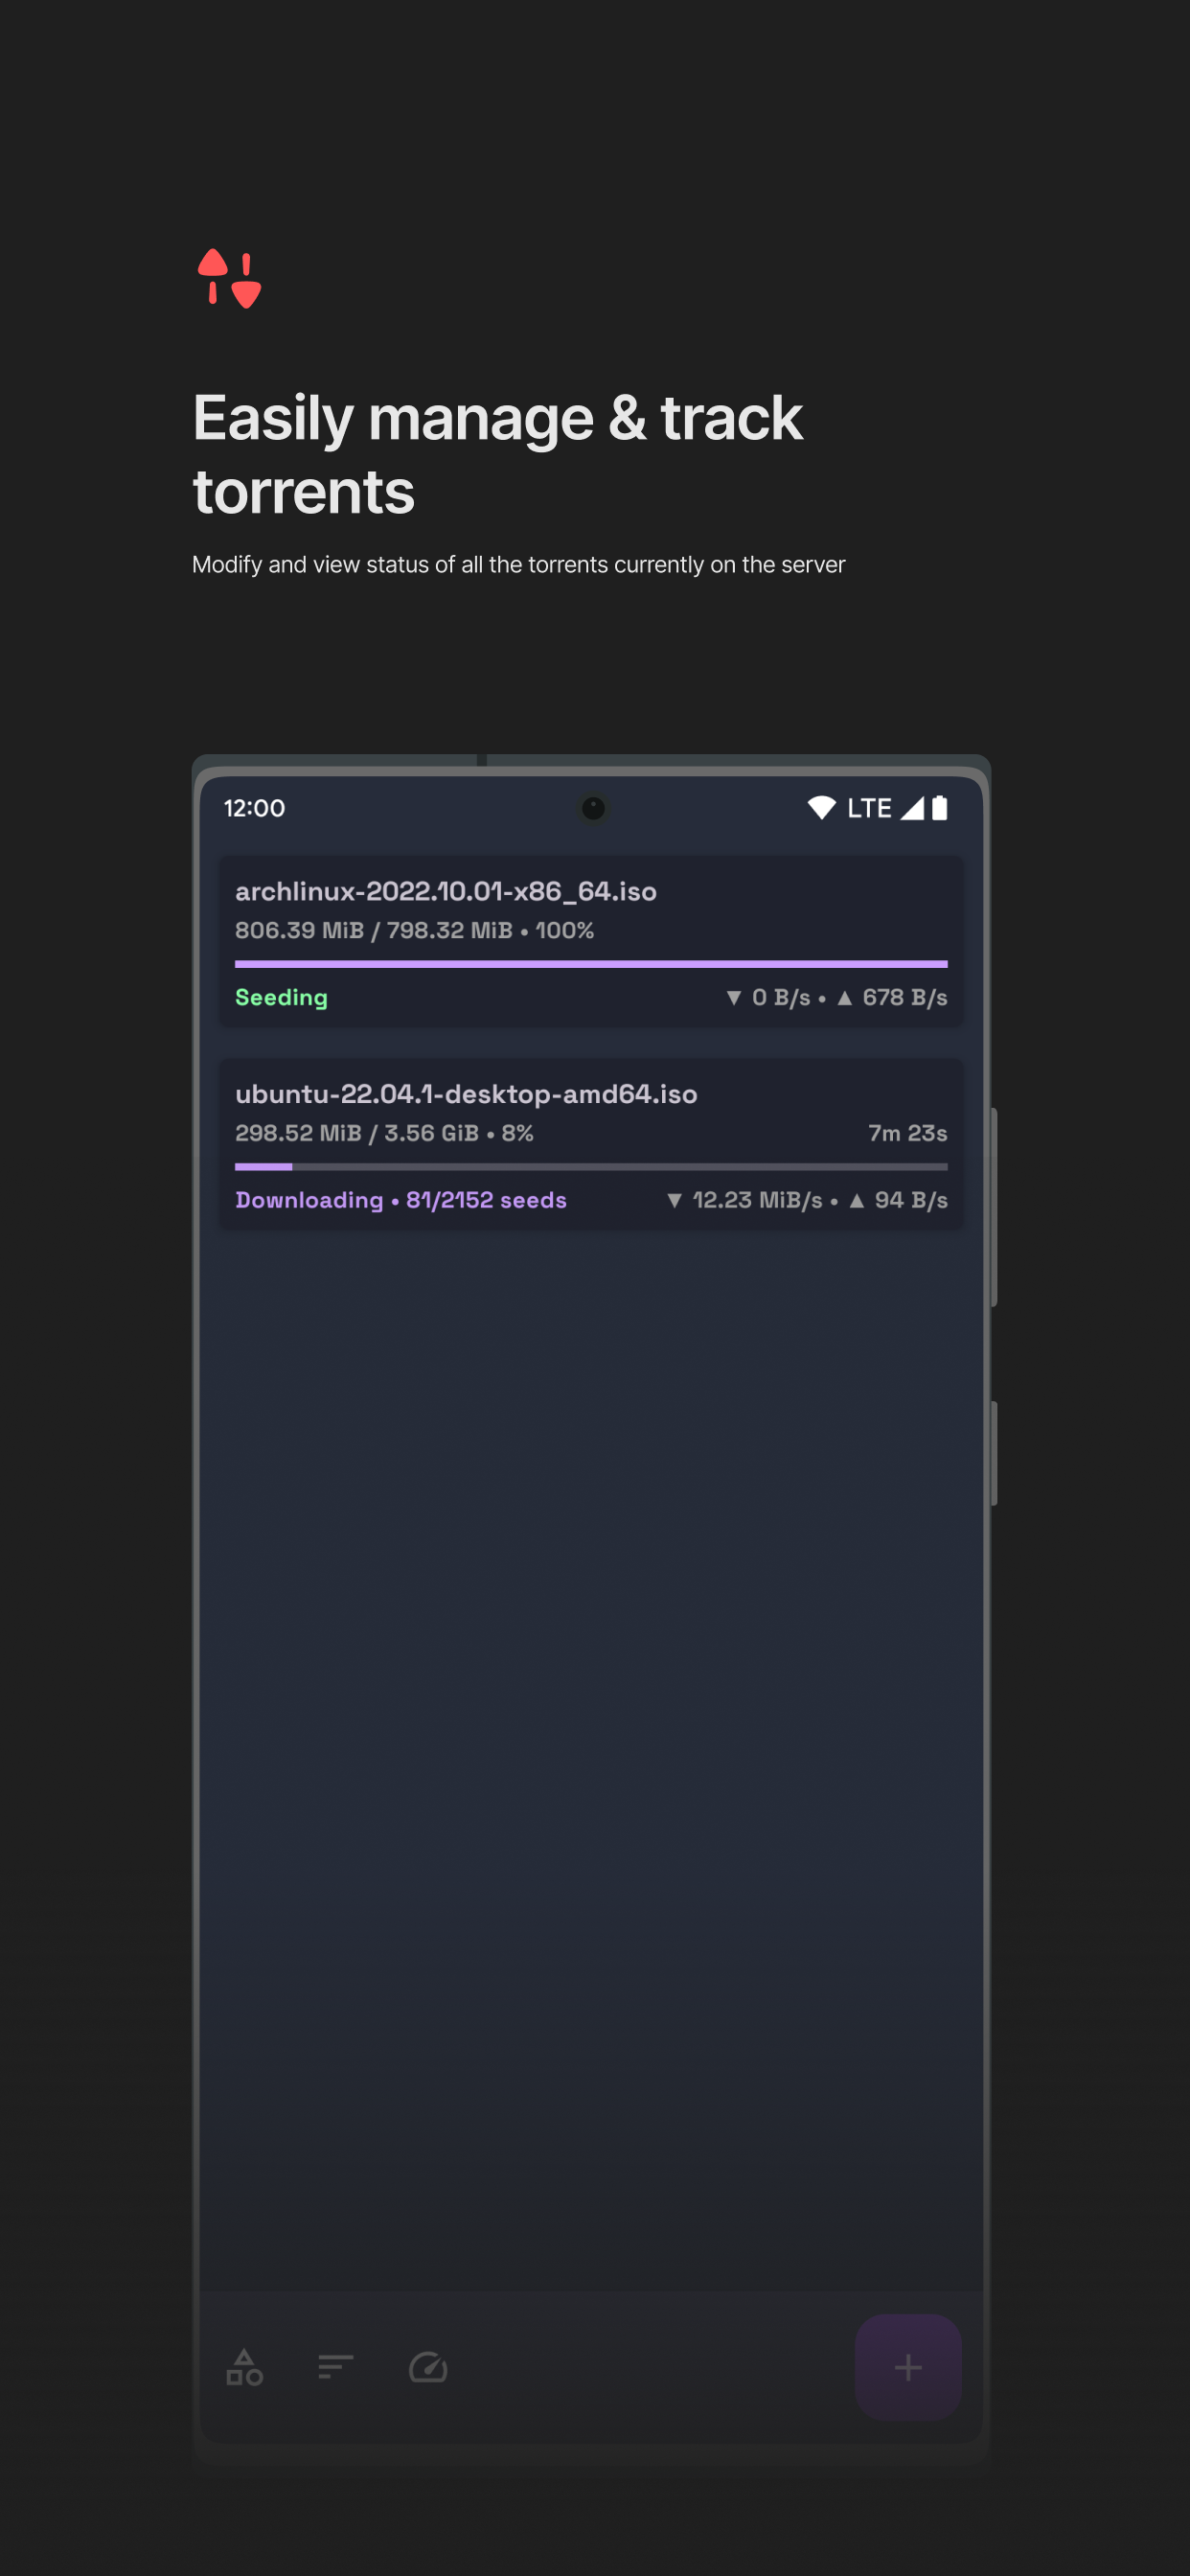 Easily manage & track
torrents
Modify and view status of all the torrents currently on the server
12:00 LTE
archlinux-2022.10.01-x86_64.iso
806.39 MiB / 798.32 MiB • 100%
Seeding ▼ 0 B/s • ▲ 678 B/s
ubuntu-22.04.1-desktop-amd64.iso
298.52 MiB / 3.56 GiB • 8% 7m 23s
Downloading • 81/2152 seeds ▼ 12.23 MiB/s • ▲ 94 B/s